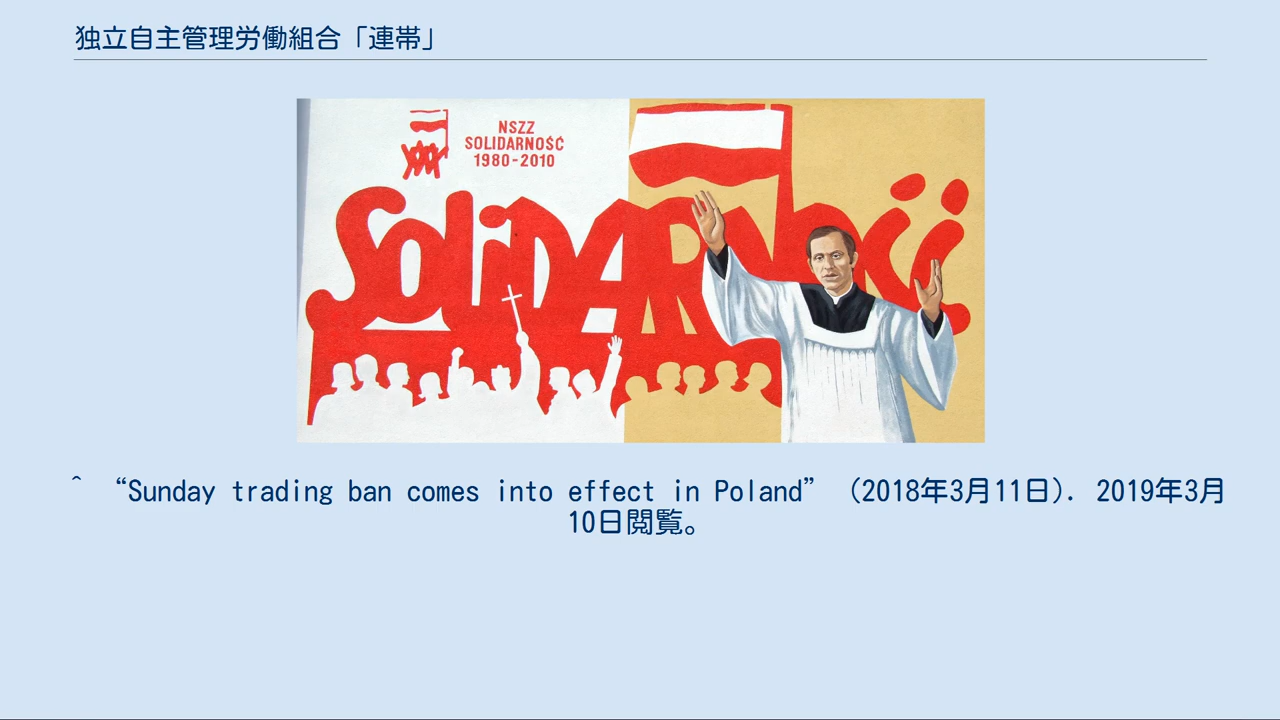 独立自主管理労働組合「連帯」
NSZZ
SOLIDARNOŚĆ
1980-2010
SOLIDARNOŚĆ
^ “Sunday trading ban comes into effect in Poland” (2018年3月11日). 2019年3月
10日閲覧。